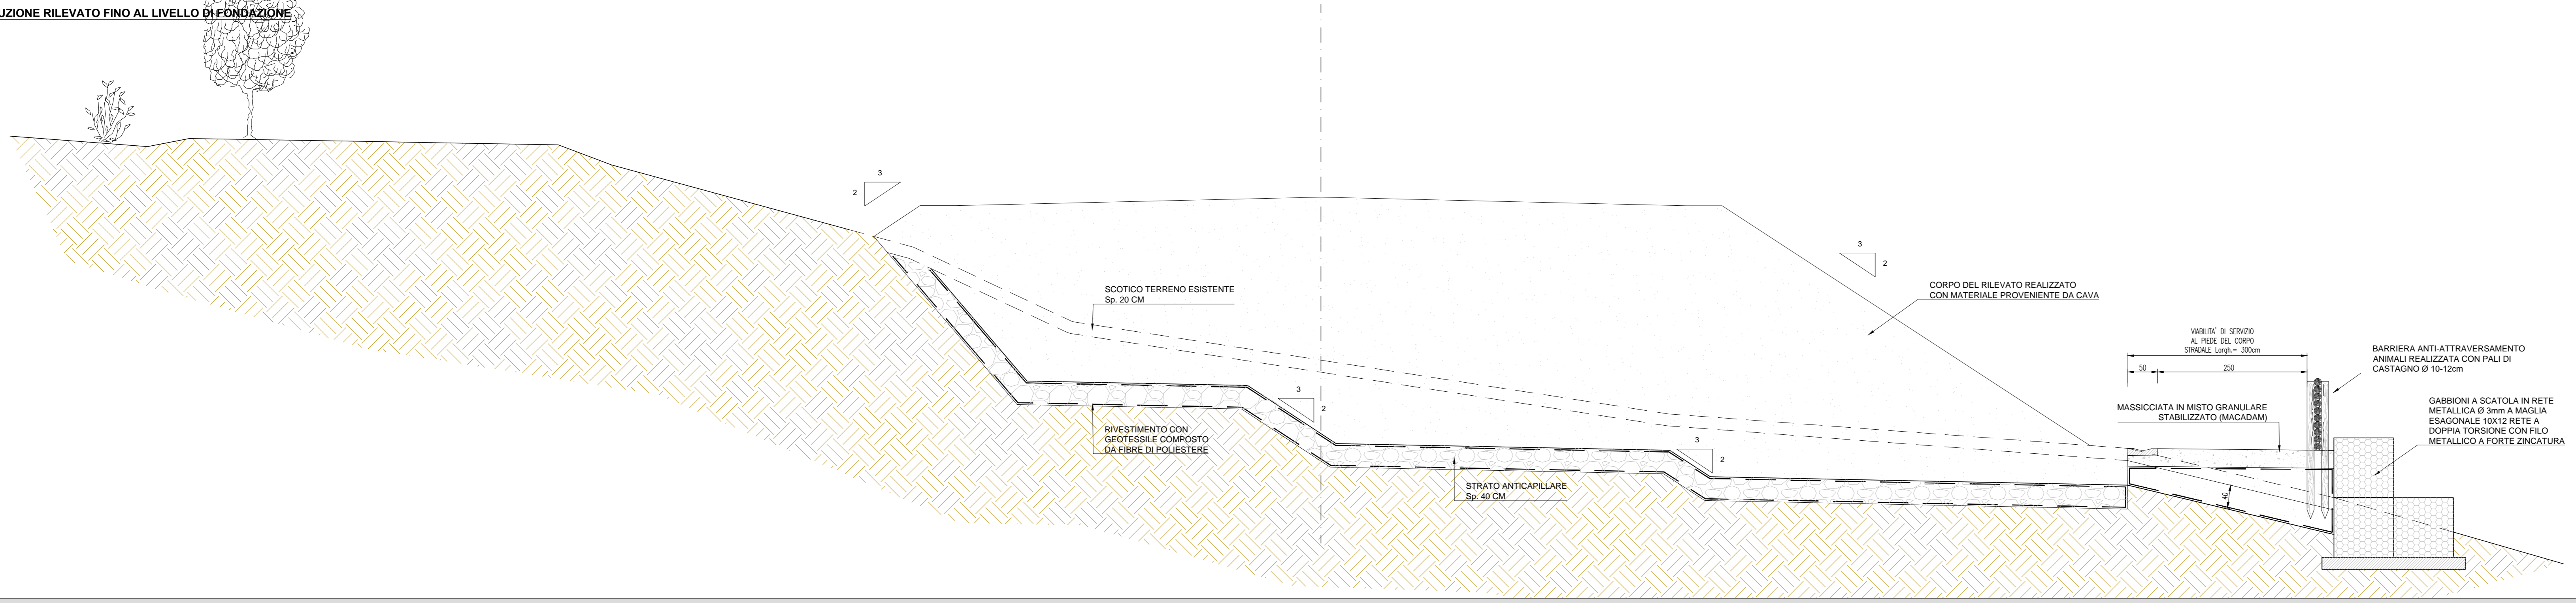 UZIONE RILEVATO FINO AL LIVELLO DI FONDAZIONE
3
2
SCOTICO TERRENO ESISTENTE
Sp. 20 CM
RIVESTIMENTO CON
GEOTESSILE COMPOSTO
DA FIBRE DI POLIESTERE
3
2
STRATO ANTICAPILLARE
Sp. 40 CM
3
2
3
2
CORPO DEL RILEVATO REALIZZATO
CON MATERIALE PROVENIENTE DA CAVA
VIABILITA' DI SERVIZIO
AL PIEDE DEL CORPO
STRADALE Largh.= 300cm
50
250
MASSICCIATA IN MISTO GRANULARE
STABILIZZATO (MACADAM)
40
BARRIERA ANTI-ATTRAVERSAMENTO
ANIMALI REALIZZATA CON PALI DI
CASTAGNO Ø 10-12cm
GABBIONI A SCATOLA IN RETE
METALLICA Ø 3mm A MAGLIA
ESAGONALE 10X12 RETE A
DOPPIA TORSIONE CON FILO
METALLICO A FORTE ZINCATURA